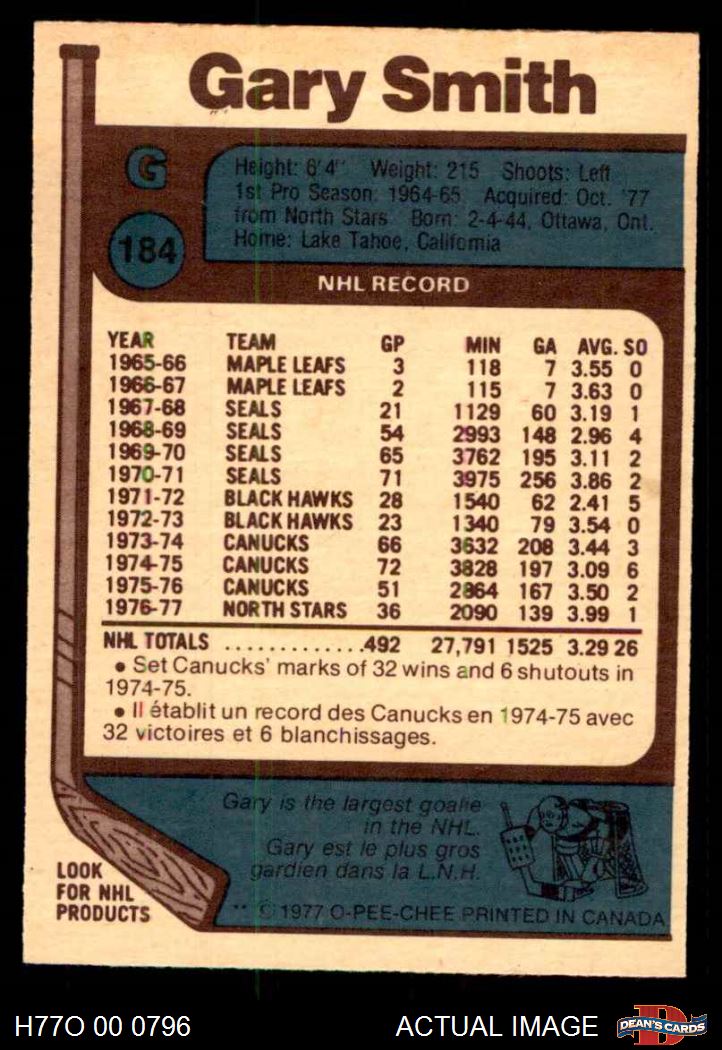 Gary Smith
G
184
Height: 6'4" Weight: 215 Shoots: Left
1st Pro Season: 1964-65 Acquired: Oct. '77
from North Stars Born: 2-4-44, Ottawa, Ont.
Home: Lake Tahoe, California
NHL RECORD
YEAR TEAM GP MIN GA AVG. SO
1965-66 MAPLE LEAFS 3 118 7 3.55 0
1966-67 MAPLE LEAFS 2 115 7 3.63 0
1967-68 SEALS 21 1129 60 3.19 1
1968-69 SEALS 54 2993 148 2.96 4
1969-70 SEALS 65 3762 195 3.11 2
1970-71 SEALS 71 3975 256 3.86 2
1971-72 BLACK HAWKS 28 1540 62 2.41 5
1972-73 BLACK HAWKS 23 1340 79 3.54 0
1973-74 CANUCKS 66 3632 208 3.44 3
1974-75 CANUCKS 72 3828 197 3.09 6
1975-76 CANUCKS 51 2864 167 3.50 2
1976-77 NORTH STARS 36 2090 139 3.99 1
NHL TOTALS .............492 27,791 1525 3.29 26
• Set Canucks' marks of 32 wins and 6 shutouts in
1974-75.
• Il établit un record des Canucks en 1974-75 avec
32 victoires et 6 blanchissages.
Gary is the largest goalie
in the NHL.
Gary est le plus gros
gardien dans la L.N.H.
LOOK
FOR NHL
PRODUCTS
** © 1977 O-PEE-CHEE PRINTED IN CANADA
H77O 00 0796
ACTUAL IMAGE
D
DEAN'S CARDS